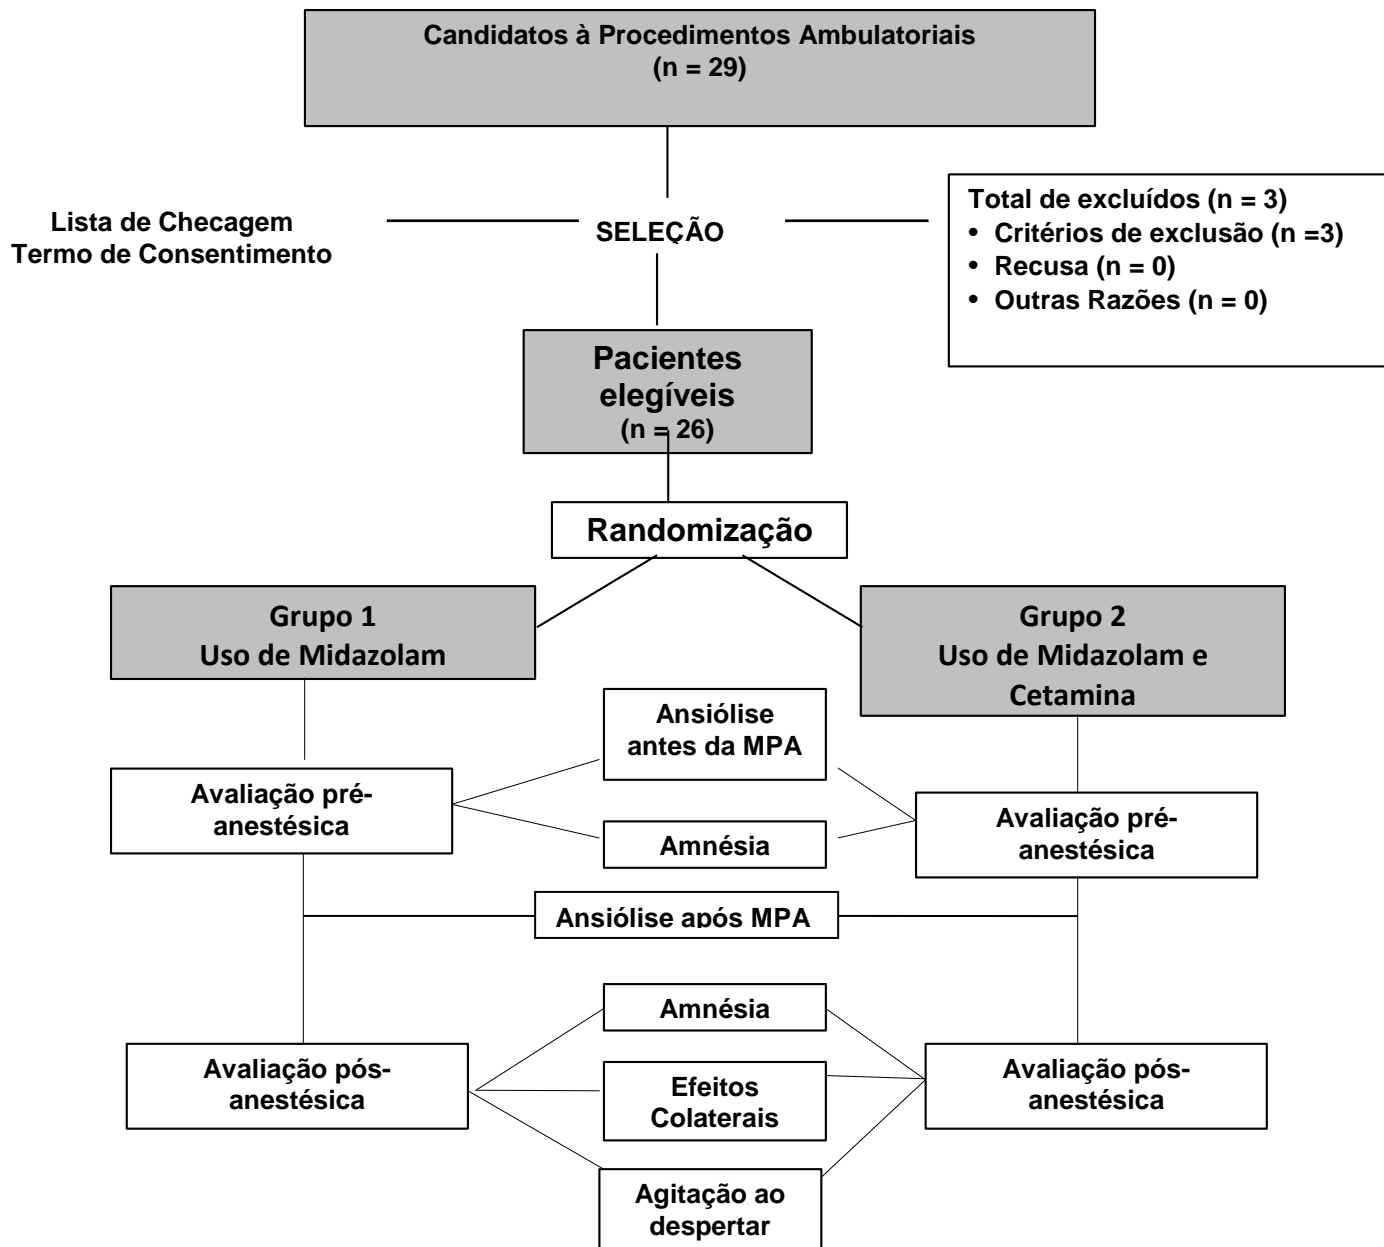 Candidatos à Procedimentos Ambulatoriais
(n = 29)
Lista de Checagem
Termo de Consentimento
SELEÇÃO
Total de excluídos (n = 3)
• Critérios de exclusão (n =3)
• Recusa (n = 0)
• Outras Razões (n = 0)
Pacientes
elegíveis
(n = 26)
Randomização
Grupo 1
Uso de Midazolam
Grupo 2
Uso de Midazolam e
Cetamina
Ansiólise
antes da MPA
Avaliação pré-
anestésica
Amnésia
Avaliação pré-
anestésica
Ansiólise após MPA
Amnésia
Avaliação pós-
anestésica
Efeitos
Colaterais
Avaliação pós-
anestésica
Agitação ao
despertar